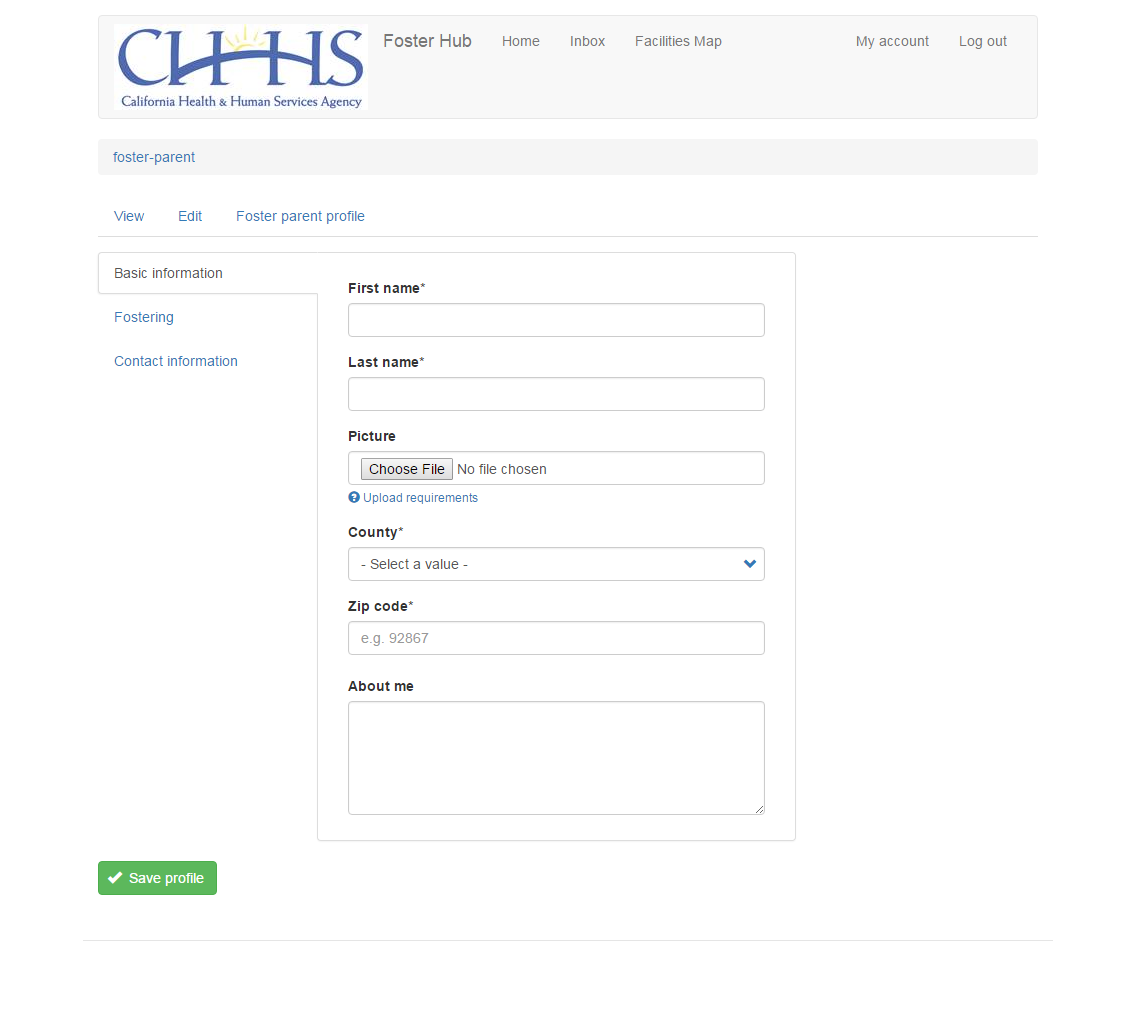 CHHS
California Health & Human Services Agency
Foster Hub Home Inbox Facilities Map My account Log out
foster-parent
View Edit Foster parent profile
Basic information
Fostering
Contact information
First name*
Last name*
Picture
Choose File No file chosen
Upload requirements
County*
- Select a value -
Zip code*
e.g. 92867
About me
Save profile